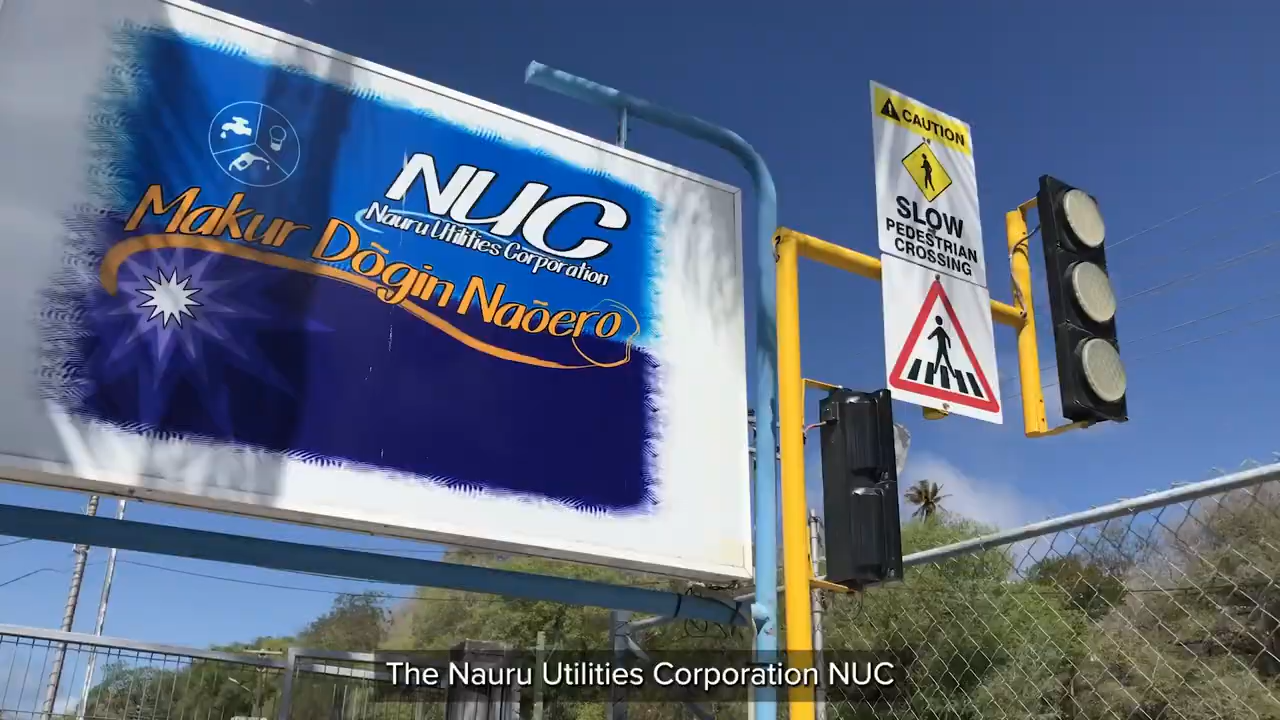 NUC
Nauru Utilities Corporation
Makur Dōgin Naōero
CAUTION
SLOW
PEDESTRIAN
CROSSING
The Nauru Utilities Corporation NUC